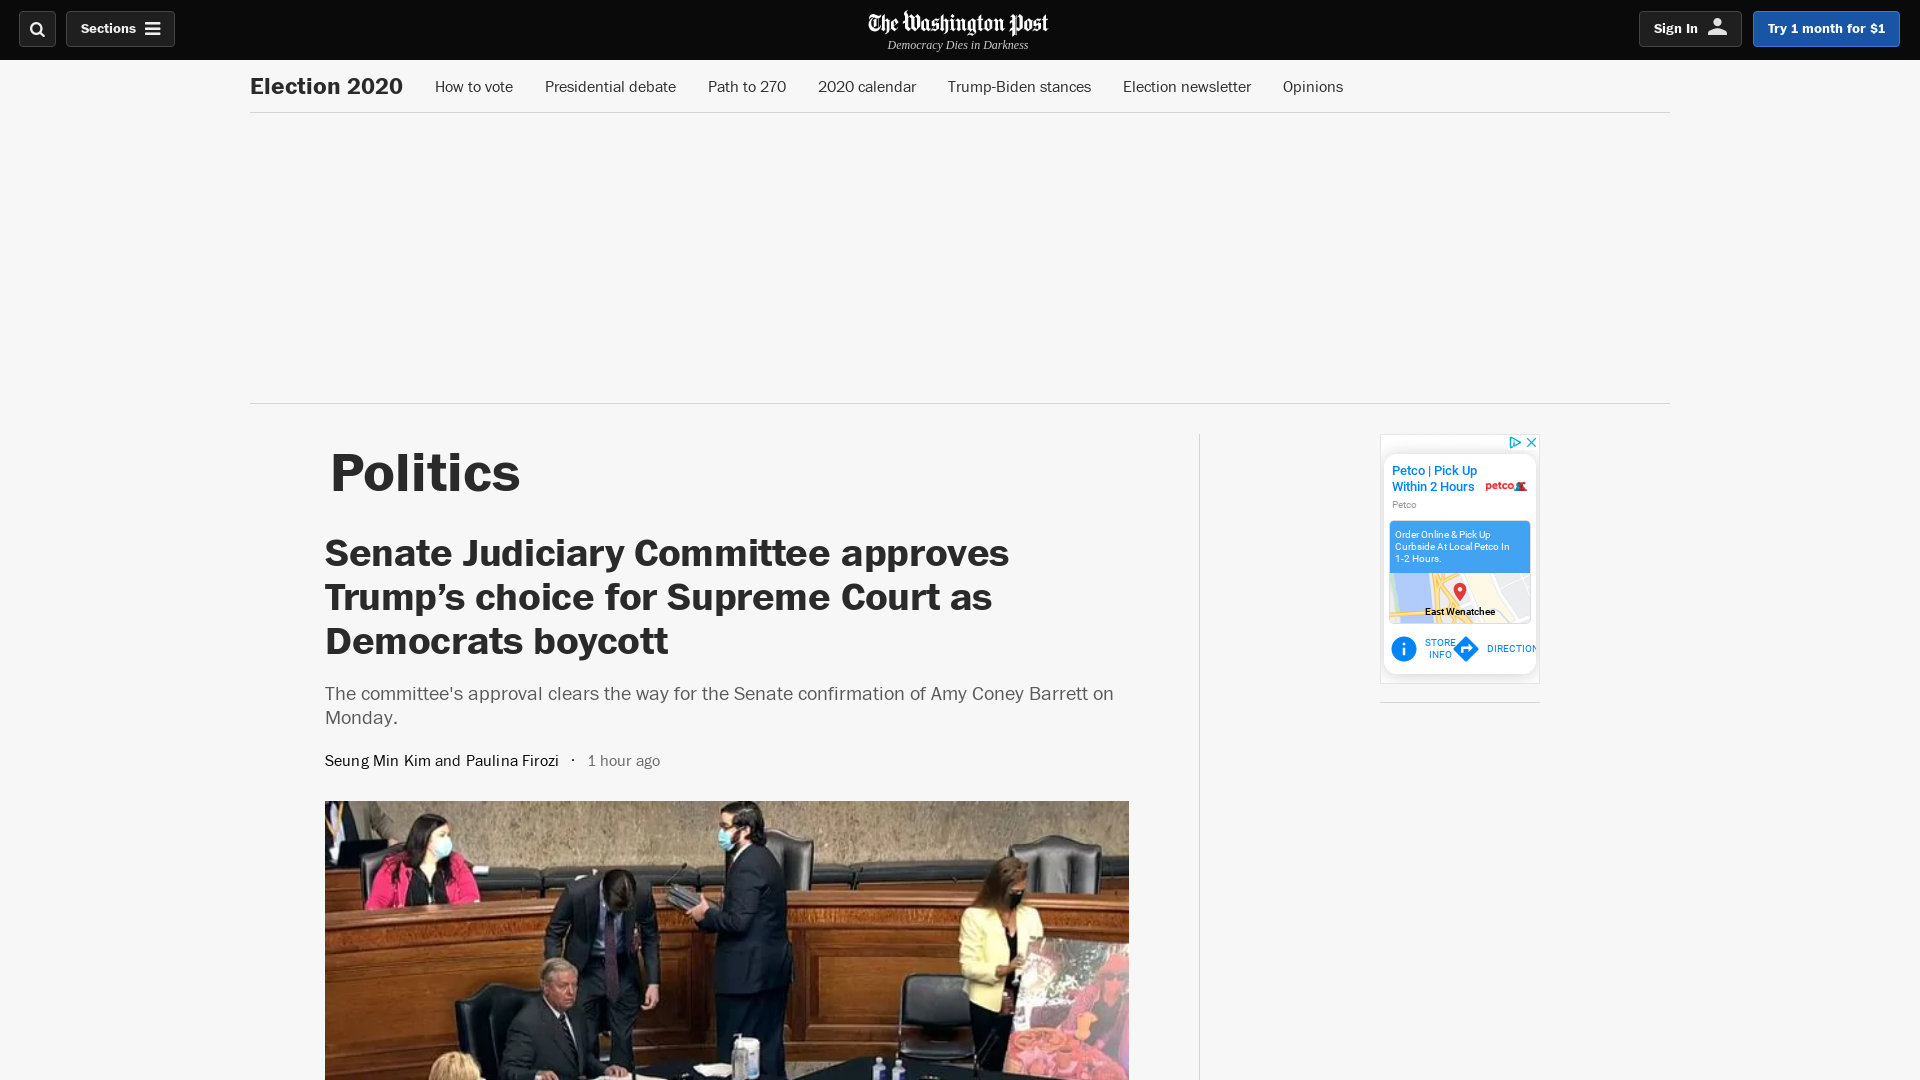 Sections
The Washington Post
Democracy Dies in Darkness
Sign In
Try 1 month for $1
Election 2020
How to vote
Presidential debate
Path to 270
2020 calendar
Trump-Biden stances
Election newsletter
Opinions
Politics
Senate Judiciary Committee approves
Trump’s choice for Supreme Court as
Democrats boycott
The committee's approval clears the way for the Senate confirmation of Amy Coney Barrett on
Monday.
Seung Min Kim and Paulina Firozi · 1 hour ago
Petco | Pick Up
Within 2 Hours
petco
Petco
Order Online & Pick Up
Curbside At Local Petco In
1-2 Hours.
East Wenatchee
STORE
INFO
DIRECTION